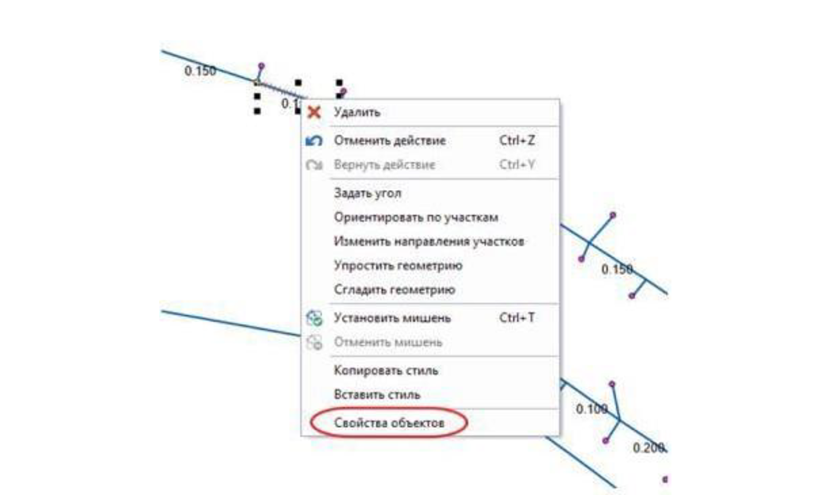 0.150
0.1
Удалить
Отменить действие Ctrl+Z
Вернуть действие Ctrl+Y
Задать угол
Ориентировать по участкам
Изменить направления участков
Упростить геометрию
Сгладить геометрию
0.150
Установить мишень Ctrl+T
Отменить мишень
Копировать стиль
Вставить стиль
0.100
Свойства объектов
0.200